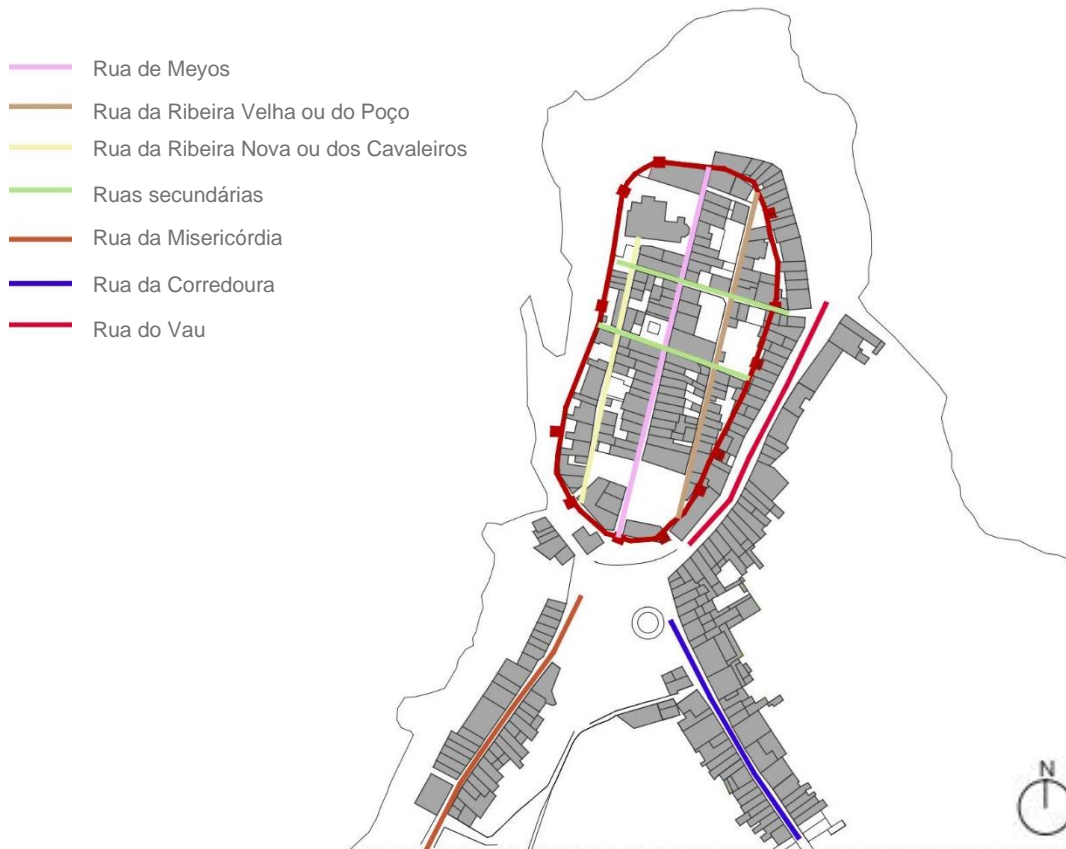 Rua de Meyos
Rua da Ribeira Velha ou do Poço
Rua da Ribeira Nova ou dos Cavaleiros
Ruas secundárias
Rua da Misericórdia
Rua da Corredoura
Rua do Vau
N